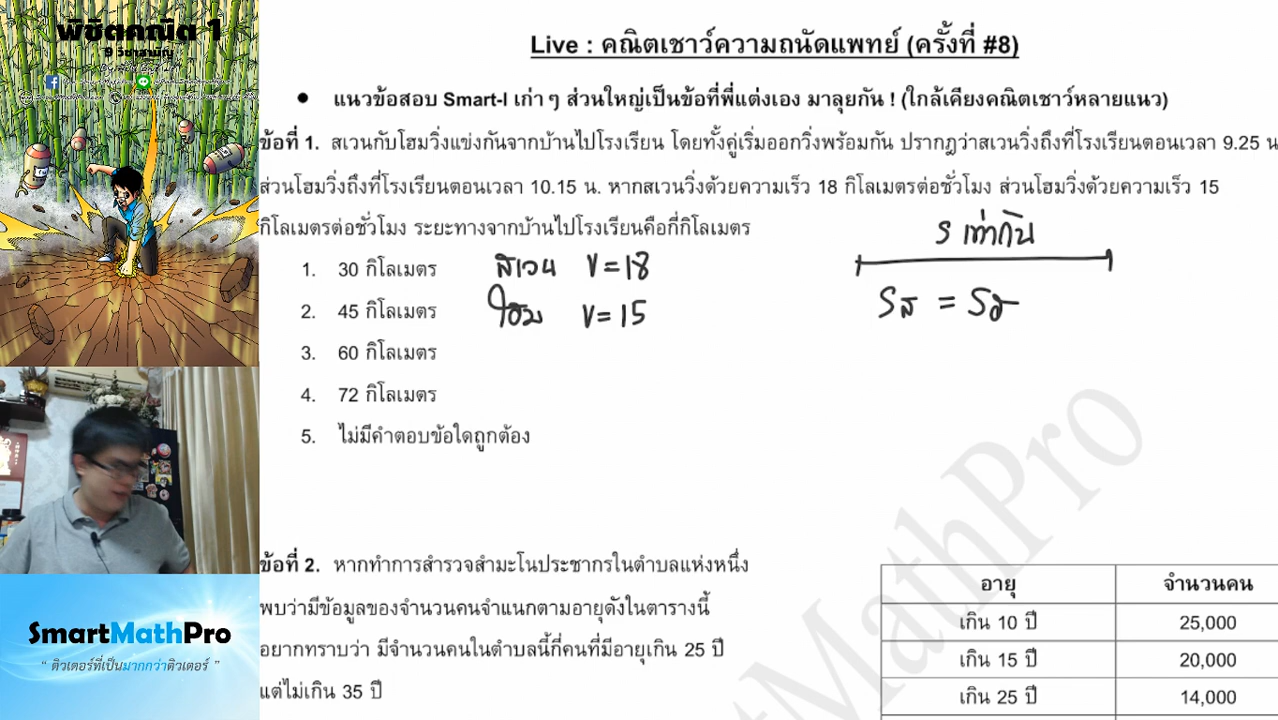 พิชิตคณิต 1
9 วิชาสามัญ
Live : คณิตเชาว์ความถนัดแพทย์ (ครั้งที่ #8)
• แนวข้อสอบ Smart-I เก่า ๆ ส่วนใหญ่เป็นข้อที่พี่แต่งเอง มาลุยกัน ! (ใกล้เคียงคณิตเชาว์หลายแนว)
ข้อที่ 1. สเวนกับโฮมวิ่งแข่งกันจากบ้านไปโรงเรียน โดยทั้งคู่เริ่มออกวิ่งพร้อมกัน ปรากฎว่าสเวนวิ่งถึงที่โรงเรียนตอนเวลา 9.25 น
ส่วนโฮมวิ่งถึงที่โรงเรียนตอนเวลา 10.15 น. หากสเวนวิ่งด้วยความเร็ว 18 กิโลเมตรต่อชั่วโมง ส่วนโฮมวิ่งด้วยความเร็ว 15
กิโลเมตรต่อชั่วโมง ระยะทางจากบ้านไปโรงเรียนคือกี่กิโลเมตร
S เท่ากัน
1. 30 กิโลเมตร
สเวน V = 18
2. 45 กิโลเมตร
โฮม V = 15
Sส = Sฮ
3. 60 กิโลเมตร
4. 72 กิโลเมตร
5. ไม่มีคำตอบข้อใดถูกต้อง
SmartMathPro
“ ติวเตอร์ที่เป็นมากกว่าติวเตอร์ ”
MathPro
ข้อที่ 2. หากทำการสำรวจสำมะโนประชากรในตำบลแห่งหนึ่ง
พบว่ามีข้อมูลของจำนวนคนจำแนกตามอายุดังในตารางนี้
อยากทราบว่า มีจำนวนคนในตำบลนี้กี่คนที่มีอายุเกิน 25 ปี
แต่ไม่เกิน 35 ปี
อายุ จำนวนคน
เกิน 10 ปี 25,000
เกิน 15 ปี 20,000
เกิน 25 ปี 14,000